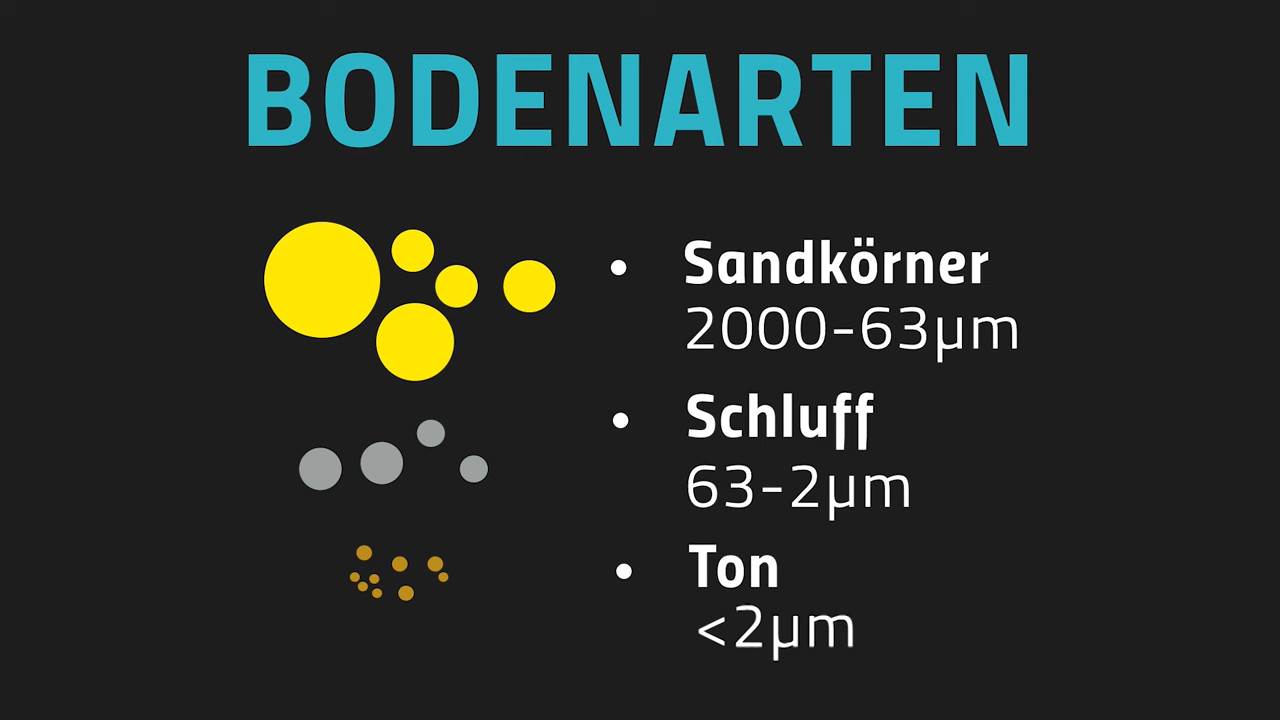 BODENARTEN
• Sandkörner
2000-63µm
• Schluff
63-2µm
• Ton
<2µm